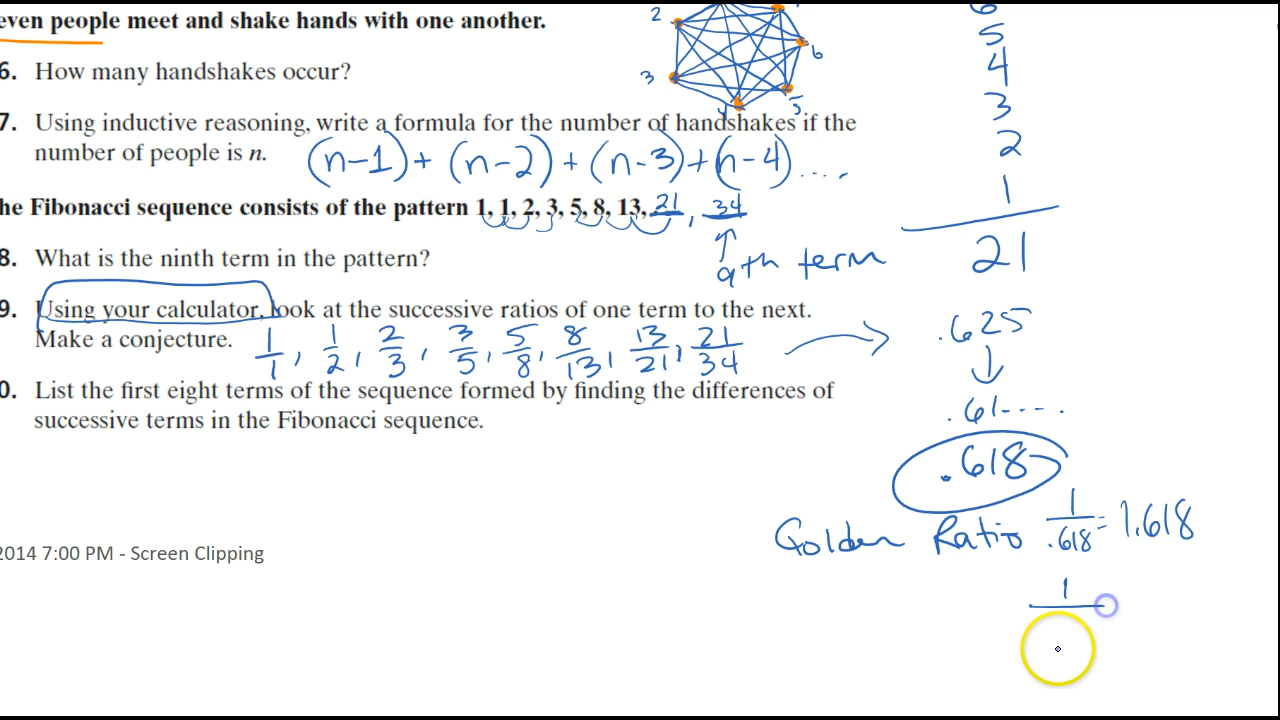 even people meet and shake hands with one another.
2
3
5
6
6. How many handshakes occur?
7. Using inductive reasoning, write a formula for the number of handshakes if the
number of people is n.
(n-1) + (n-2) + (n-3) + (n-4) ....,
he Fibonacci sequence consists of the pattern 1, 1, 2, 3, 5, 8, 13, 21, 34
9th term
8. What is the ninth term in the pattern?
9. Using your calculator, look at the successive ratios of one term to the next.
Make a conjecture. 1/1, 1/2, 2/3, 3/5, 5/8, 8/13, 13/21, 21/34
0. List the first eight terms of the sequence formed by finding the differences of
successive terms in the Fibonacci sequence.
6
5
4
3
2
1
21
.625
.61....
.618
Golden Ratio 1/.618 = 1.618
1
2014 7:00 PM - Screen Clipping